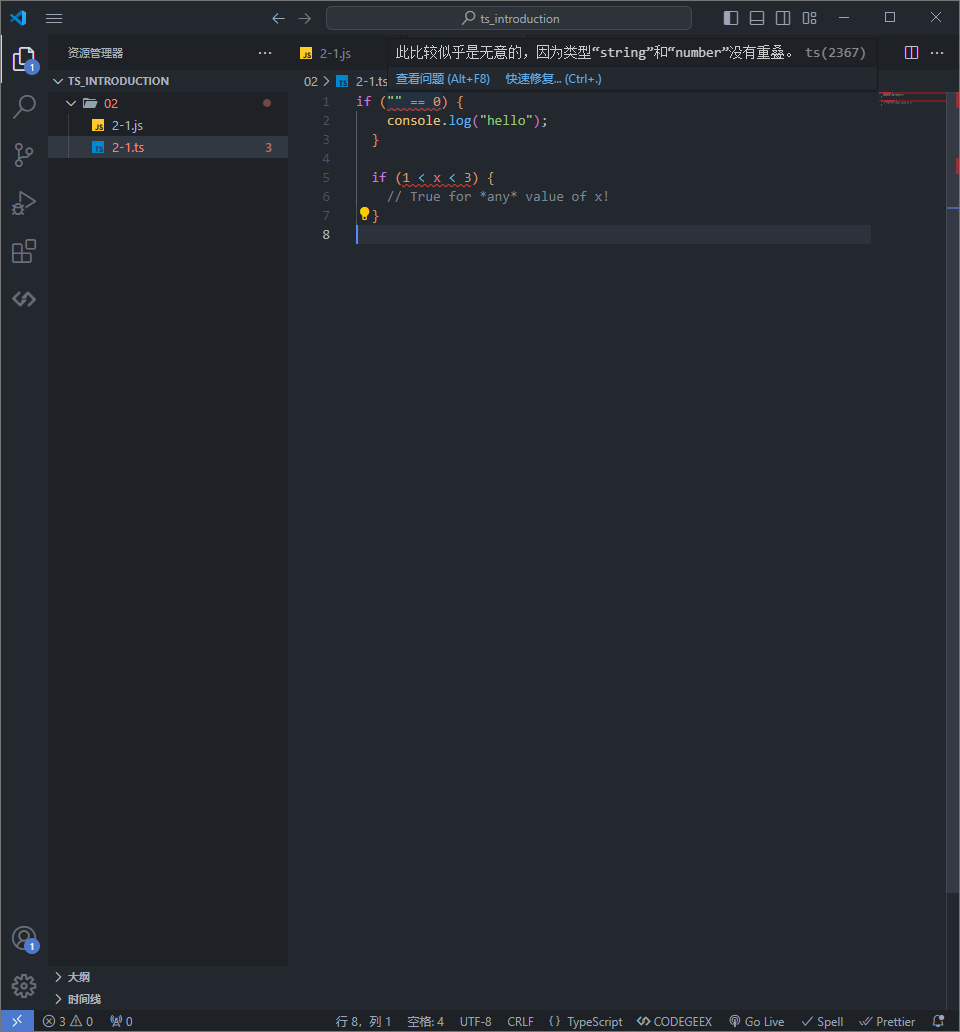 ts_introduction
资源管理器
2-1.js
此比较似乎是无意的，因为类型“string”和“number”没有重叠。 ts(2367)
查看问题 (Alt+F8) 快速修复... (Ctrl+.)
1
TS_INTRODUCTION
02
2-1.js
2-1.ts 3
02 > 2-1.ts
1 if ("" == 0) {
2 console.log("hello");
3 }
4
5 if (1 < x < 3) {
6 // True for *any* value of x!
7 }
8
1
大纲
时间线
3 0 0 行 8，列 1 空格: 4 UTF-8 CRLF {} TypeScript CODEGEEX Go Live Spell Prettier